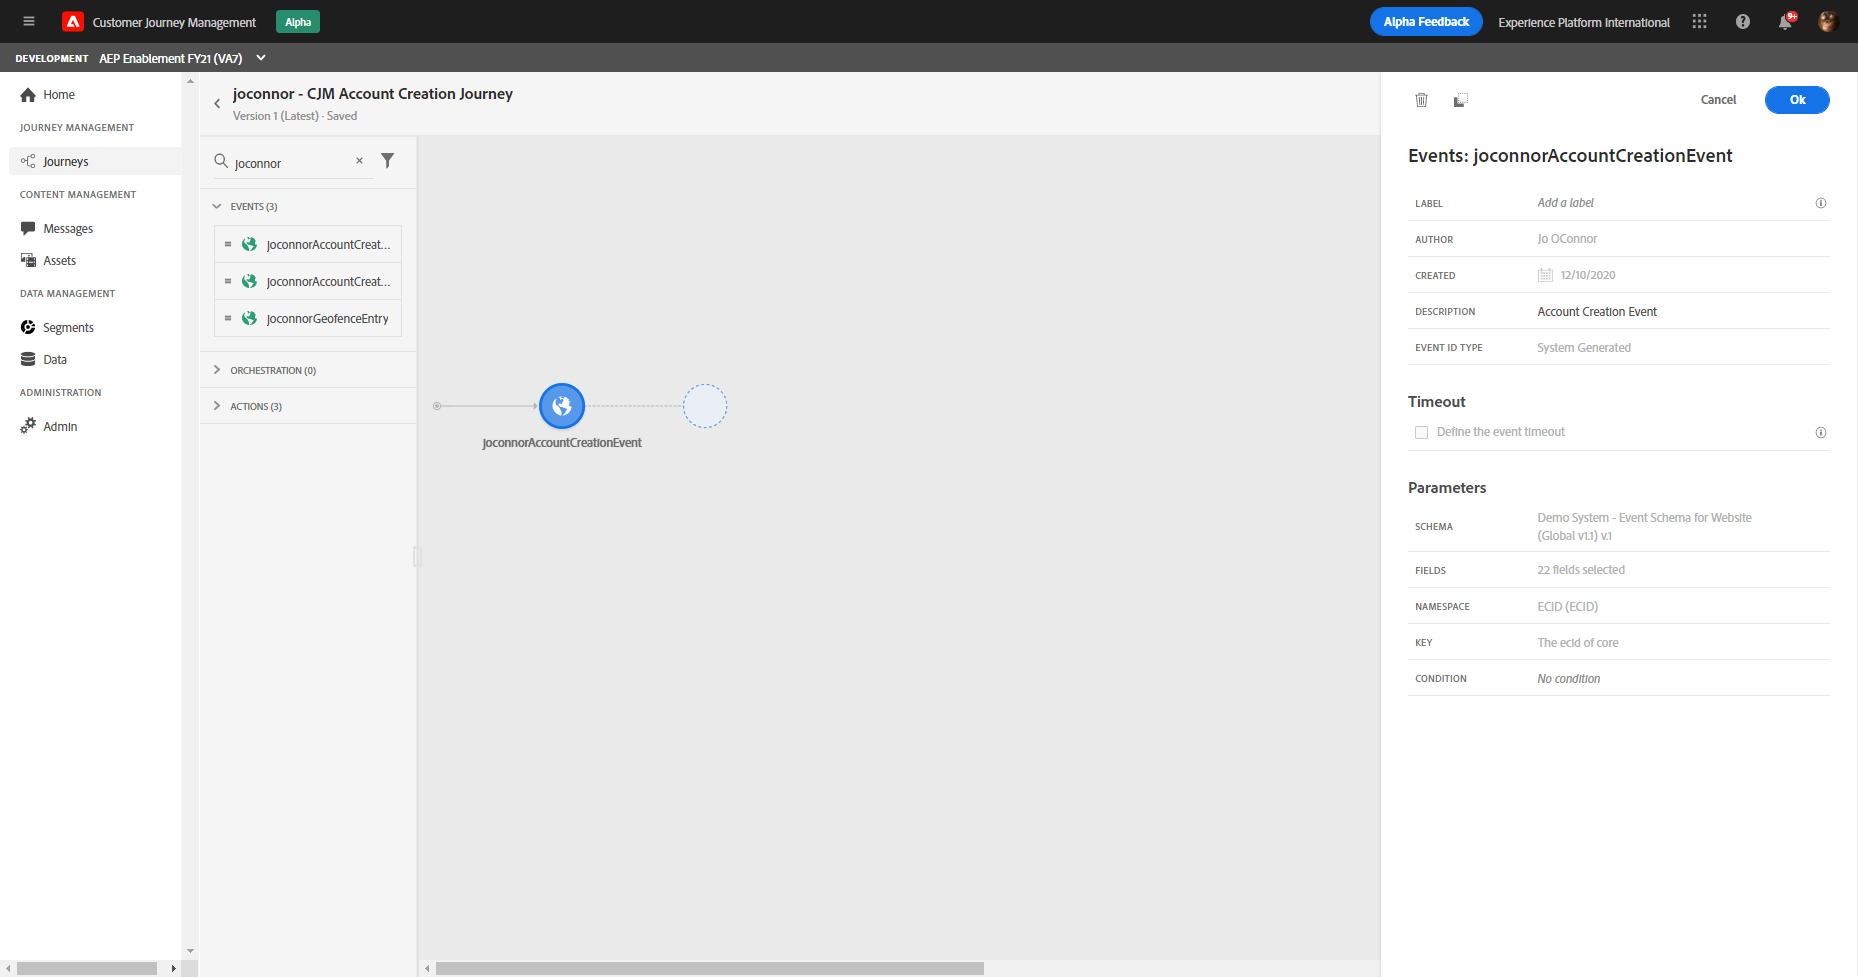 Customer Journey Management
Alpha
Alpha Feedback
Experience Platform International
9+
DEVELOPMENT AEP Enablement FY21 (VA7)
Home
JOURNEY MANAGEMENT
Journeys
CONTENT MANAGEMENT
Messages
Assets
DATA MANAGEMENT
Segments
Data
ADMINISTRATION
Admin
joconnor - CJM Account Creation Journey
Version 1 (Latest) · Saved
joconnor
EVENTS (3)
joconnorAccountCreat...
joconnorAccountCreat...
joconnorGeofenceEntry
ORCHESTRATION (0)
ACTIONS (3)
joconnorAccountCreationEvent
Cancel
Ok
Events: joconnorAccountCreationEvent
LABEL Add a label
AUTHOR Jo OConnor
CREATED 12/10/2020
DESCRIPTION Account Creation Event
EVENT ID TYPE System Generated
Timeout
Define the event timeout
Parameters
SCHEMA Demo System - Event Schema for Website
(Global v1.1) v.1
FIELDS 22 fields selected
NAMESPACE ECID (ECID)
KEY The ecid of core
CONDITION No condition